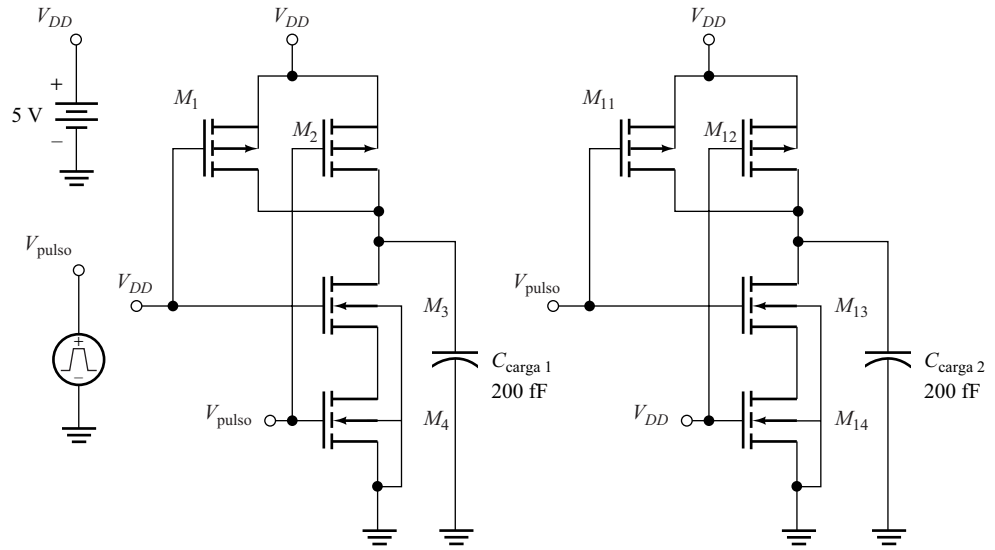 V_DD
+
5 V
−
V_pulso
+
−
V_DD
M_1
M_2
V_DD
M_3
V_pulso
M_4
C_carga 1
200 fF
V_DD
M_11
M_12
V_pulso
M_13
V_DD
M_14
C_carga 2
200 fF